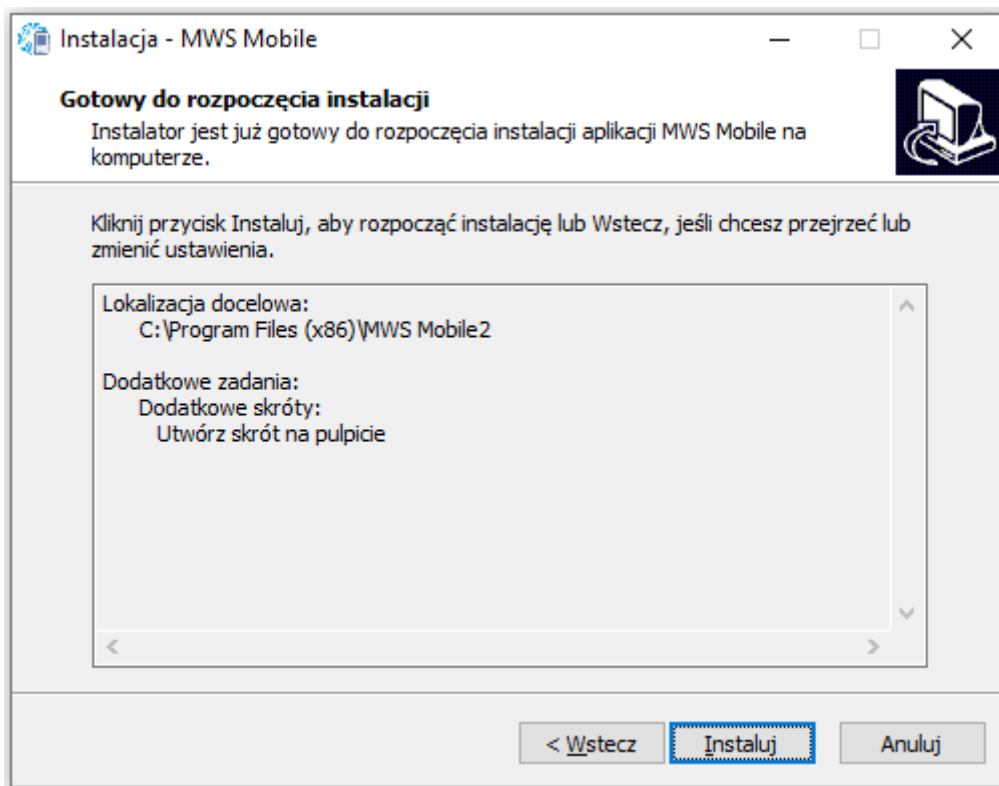 Instalacja - MWS Mobile
Gotowy do rozpoczęcia instalacji
Instalator jest już gotowy do rozpoczęcia instalacji aplikacji MWS Mobile na
komputerze.
Kliknij przycisk Instaluj, aby rozpocząć instalację lub Wstecz, jeśli chcesz przejrzeć lub
zmienić ustawienia.
Lokalizacja docelowa:
C:\Program Files (x86)\MWS Mobile2
Dodatkowe zadania:
Dodatkowe skróty:
Utwórz skrót na pulpicie
< Wstecz
Instaluj
Anuluj